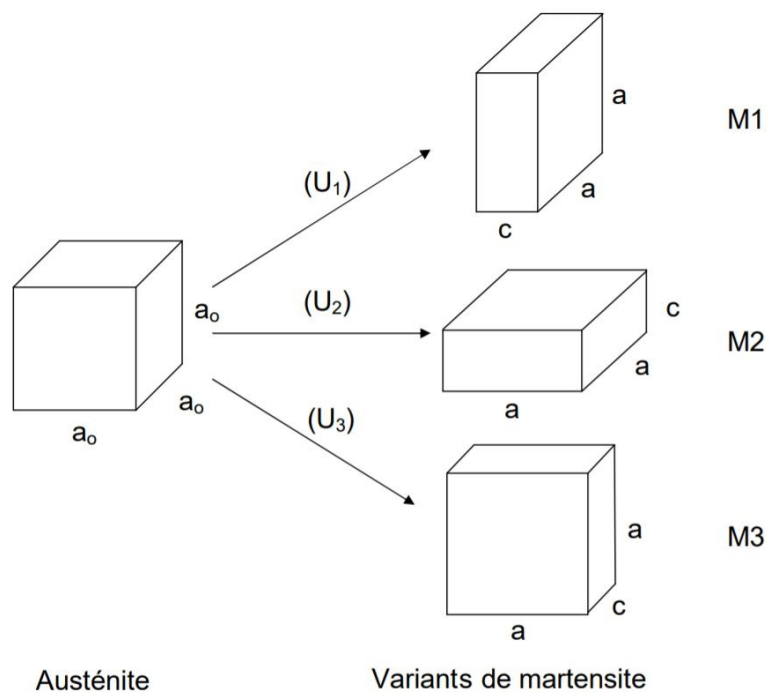 a
M1
(U₁)
a
c
aₒ
(U₂)
c
M2
aₒ
a
aₒ
a
(U₃)
a
M3
c
a
Austénite
Variants de martensite